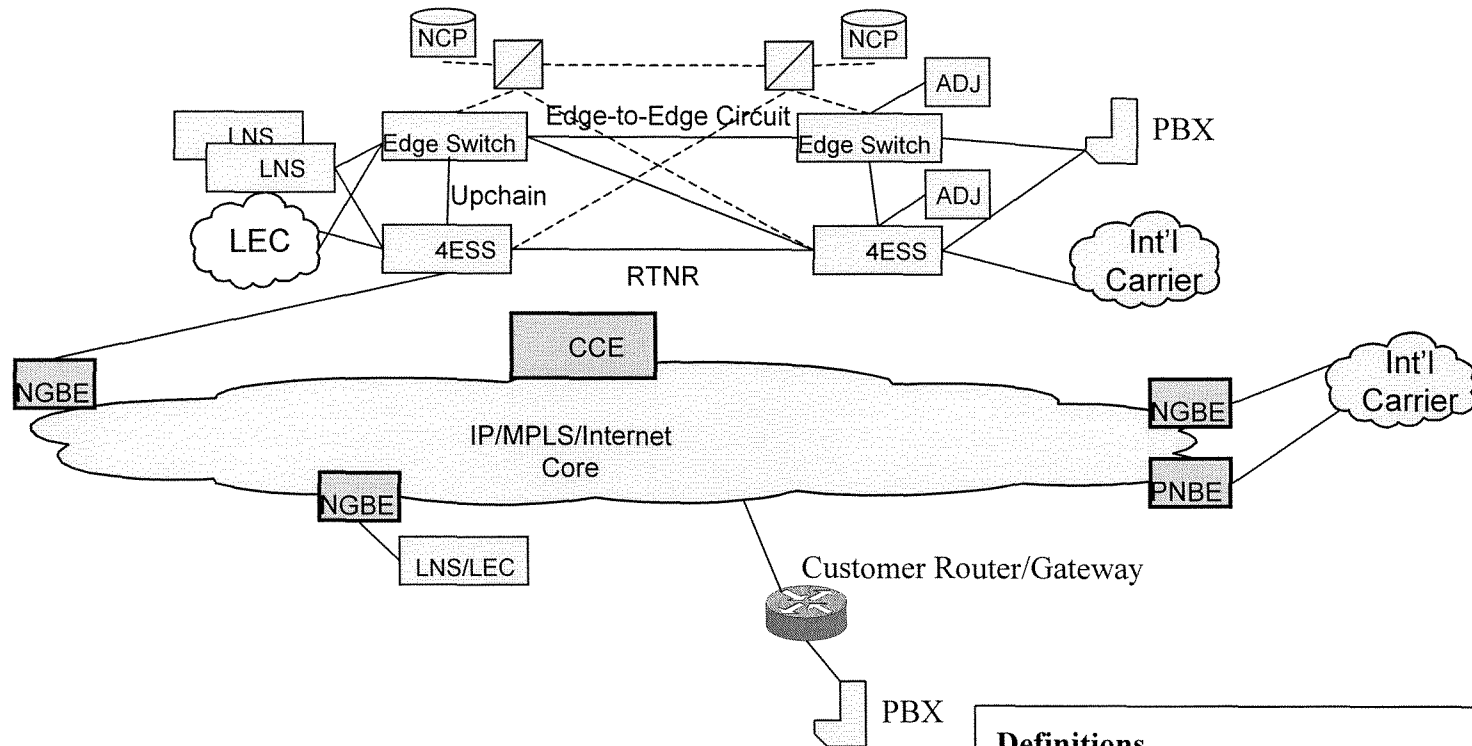 NCP
NCP
ADJ
LNS
LNS
Edge Switch
Edge-to-Edge Circuit
Edge Switch
PBX
Upchain
ADJ
LEC
4ESS
RTNR
4ESS
Int'l
Carrier
CCE
NGBE
IP/MPLS/Internet
Core
NGBE
Int'l
Carrier
NGBE
PNBE
LNS/LEC
Customer Router/Gateway
PBX
Definitions